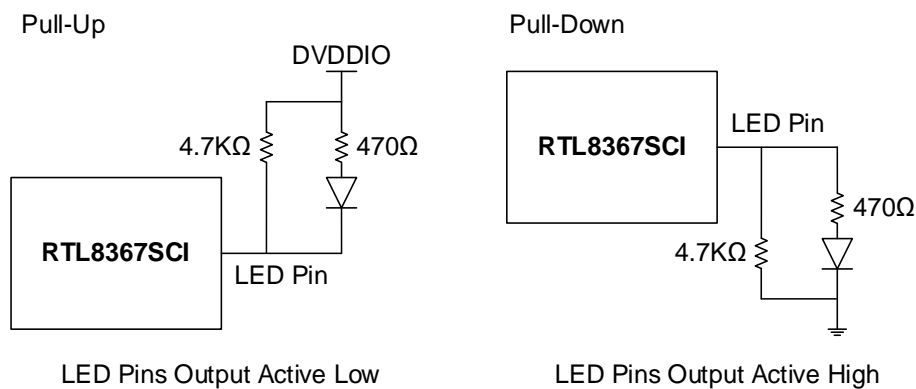 Pull-Up
DVDDIO
4.7KΩ
470Ω
RTL8367SCI
LED Pin
LED Pins Output Active Low
Pull-Down
RTL8367SCI
LED Pin
470Ω
4.7KΩ
LED Pins Output Active High